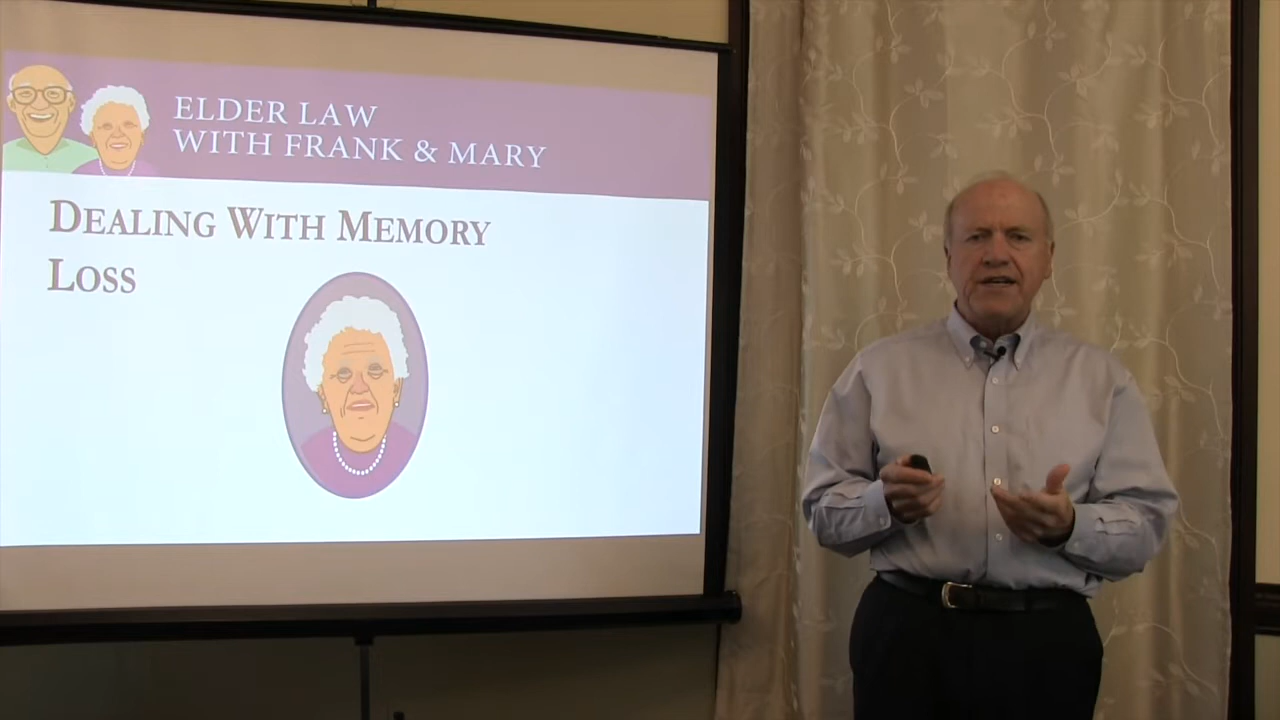 ELDER LAW
WITH FRANK & MARY
DEALING WITH MEMORY
LOSS